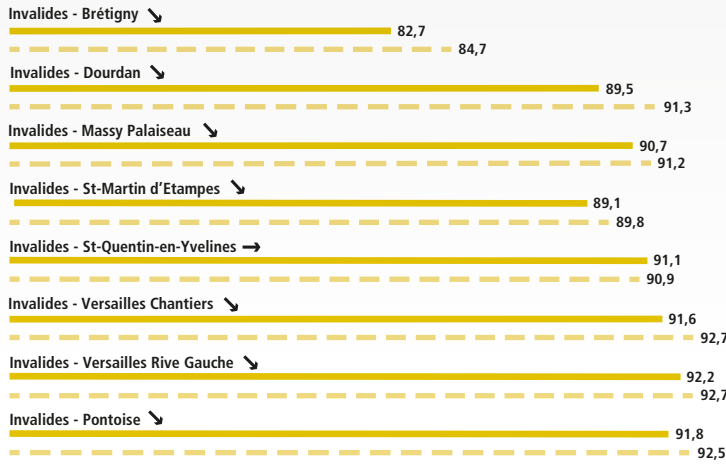 Invalides - Brétigny ↘
82,7
84,7
Invalides - Dourdan ↘
89,5
91,3
Invalides - Massy Palaiseau ↘
90,7
91,2
Invalides - St-Martin d'Etampes ↘
89,1
89,8
Invalides - St-Quentin-en-Yvelines →
91,1
90,9
Invalides - Versailles Chantiers ↘
91,6
92,7
Invalides - Versailles Rive Gauche ↘
92,2
92,7
Invalides - Pontoise ↘
91,8
92,5